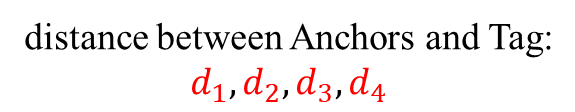 distance between Anchors and Tag:
d₁, d₂, d₃, d₄